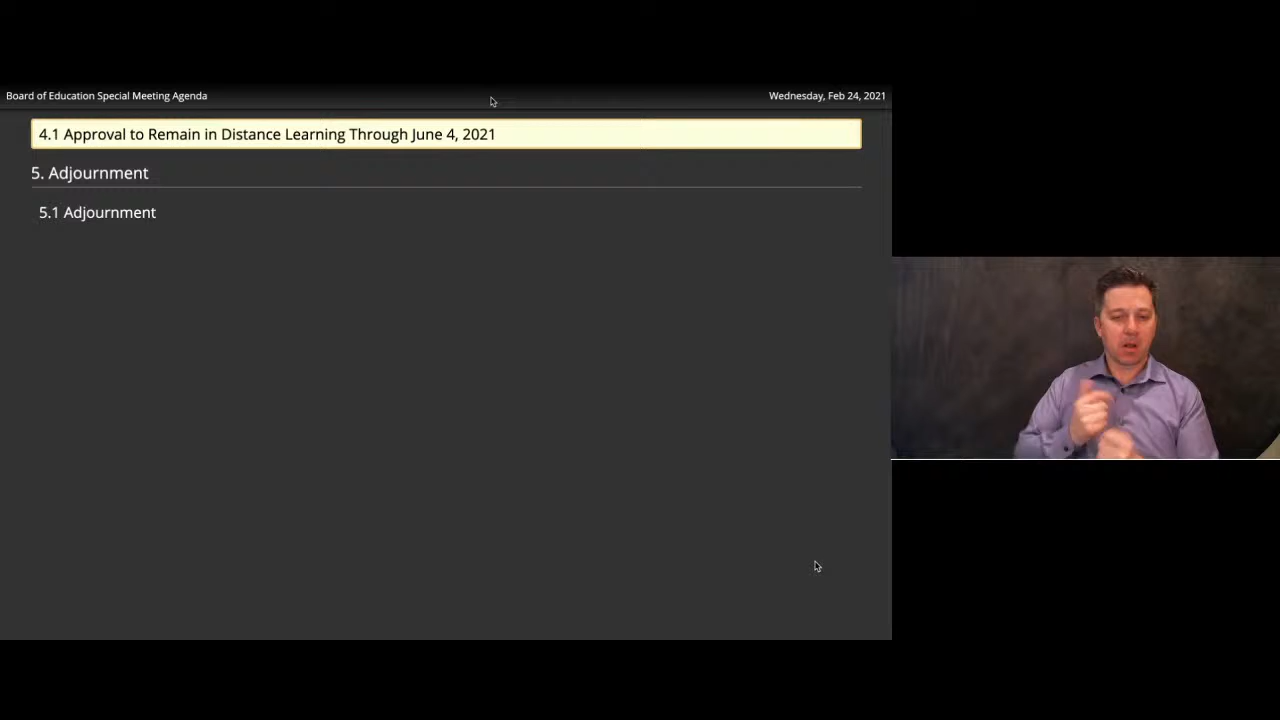 Board of Education Special Meeting Agenda
Wednesday, Feb 24, 2021
4.1 Approval to Remain in Distance Learning Through June 4, 2021
5. Adjournment
5.1 Adjournment